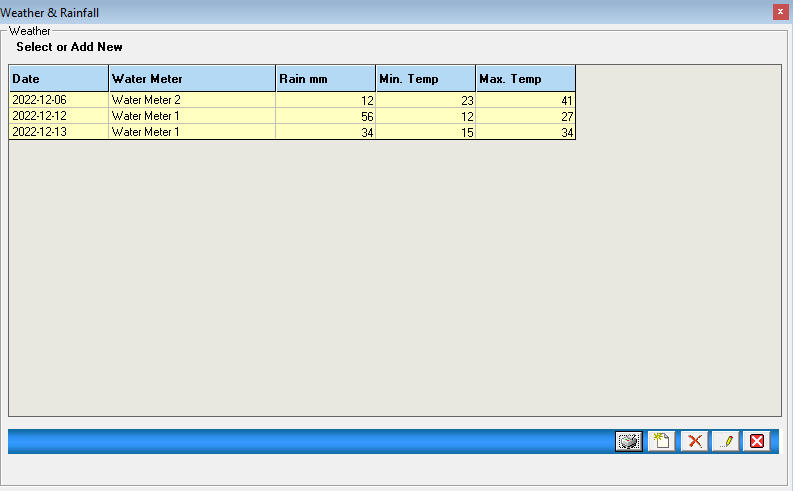 Weather & Rainfall
Weather
Select or Add New
Date Water Meter Rain mm Min. Temp Max. Temp
2022-12-06 Water Meter 2 12 23 41
2022-12-12 Water Meter 1 56 12 27
2022-12-13 Water Meter 1 34 15 34